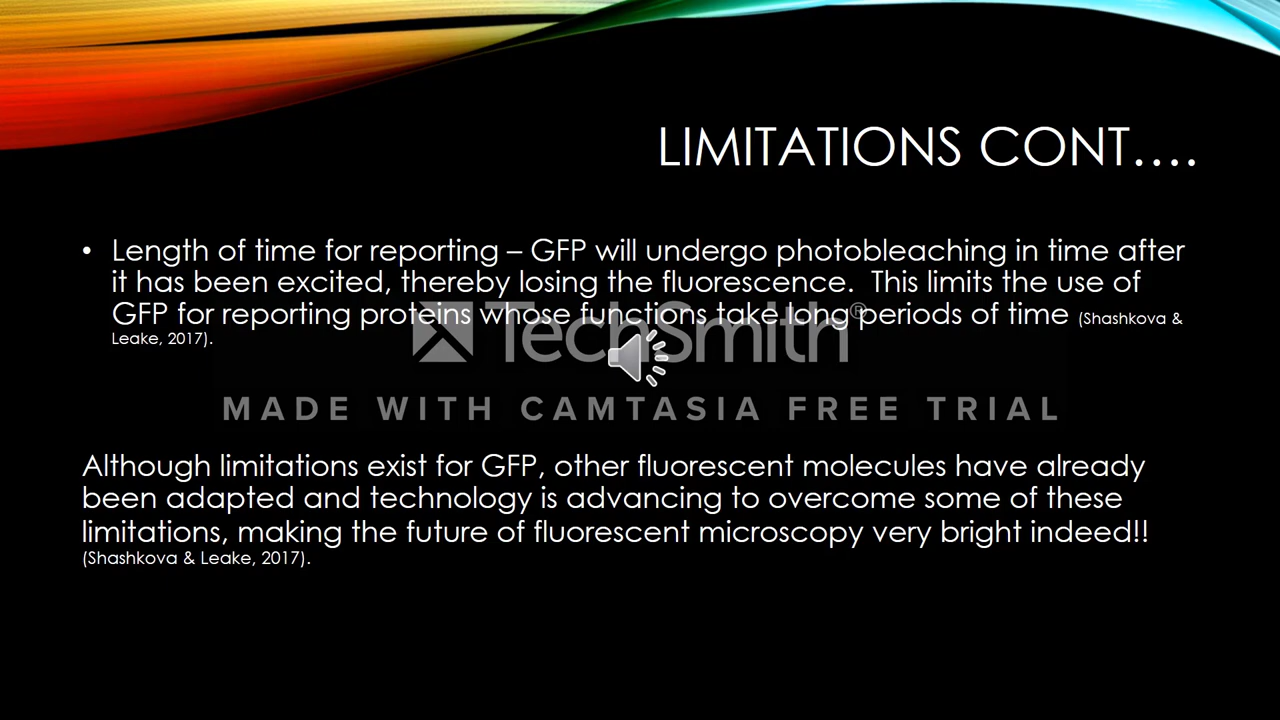 LIMITATIONS CONT....
• Length of time for reporting – GFP will undergo photobleaching in time after
it has been excited, thereby losing the fluorescence.  This limits the use of
GFP for reporting proteins whose functions take long periods of time (Shashkova &
Leake, 2017).
TechSmith®
MADE WITH CAMTASIA FREE TRIAL
Although limitations exist for GFP, other fluorescent molecules have already
been adapted and technology is advancing to overcome some of these
limitations, making the future of fluorescent microscopy very bright indeed!!
(Shashkova & Leake, 2017).